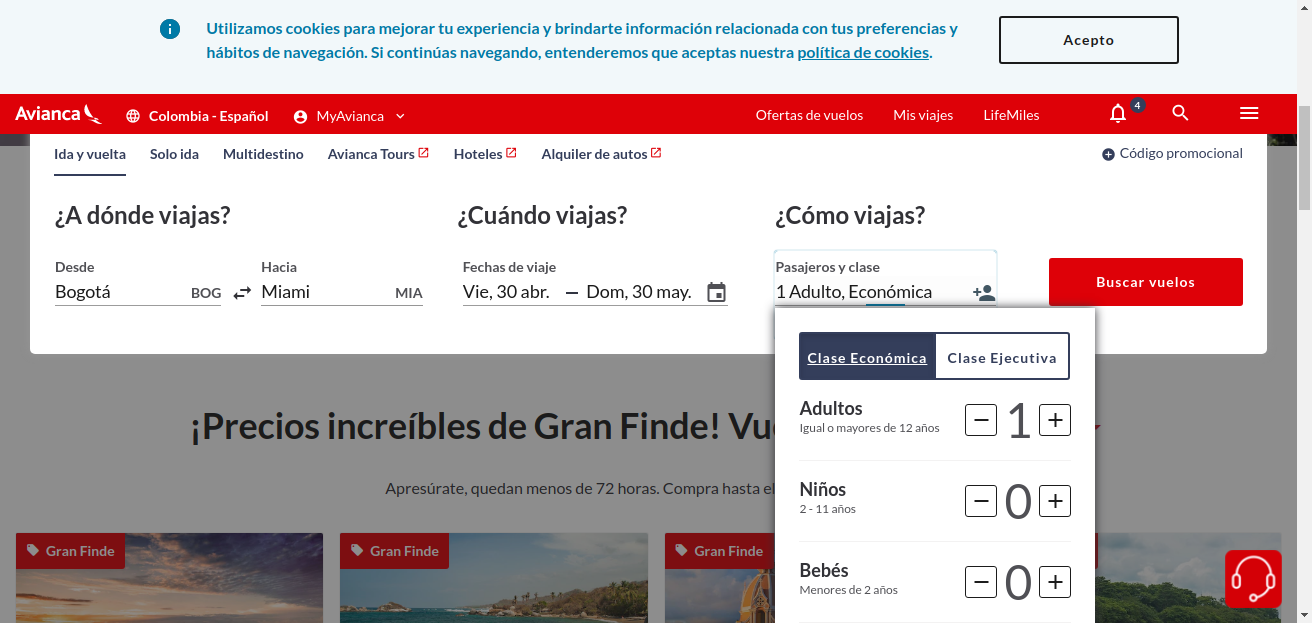 Utilizamos cookies para mejorar tu experiencia y brindarte información relacionada con tus preferencias y
hábitos de navegación. Si continúas navegando, entenderemos que aceptas nuestra política de cookies.
Acepto
Avianca
Colombia - Español
MyAvianca
Ofertas de vuelos
Mis viajes
LifeMiles
4
Ida y vuelta
Solo ida
Multidestino
Avianca Tours
Hoteles
Alquiler de autos
Código promocional
¿A dónde viajas?
¿Cuándo viajas?
¿Cómo viajas?
Desde
Hacia
Fechas de viaje
Pasajeros y clase
Bogotá
BOG
Miami
MIA
Vie, 30 abr.
Dom, 30 may.
1 Adulto, Económica
Buscar vuelos
Clase Económica
Clase Ejecutiva
Adultos
Igual o mayores de 12 años
1
Niños
2 - 11 años
0
Bebés
Menores de 2 años
0
¡Precios increíbles de Gran Finde!
Apresúrate, quedan menos de 72 horas. Compra hasta el
Gran Finde
Gran Finde
Gran Finde